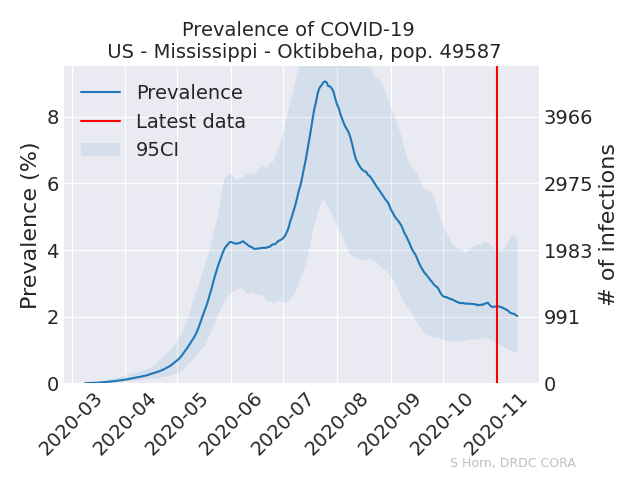 Prevalence of COVID-19
US - Mississippi - Oktibbeha, pop. 49587
Prevalence
Latest data
95CI
Prevalence (%)
8
6
4
2
0
# of infections
3966
2975
1983
991
0
2020-03
2020-04
2020-05
2020-06
2020-07
2020-08
2020-09
2020-10
2020-11
S Horn, DRDC CORA